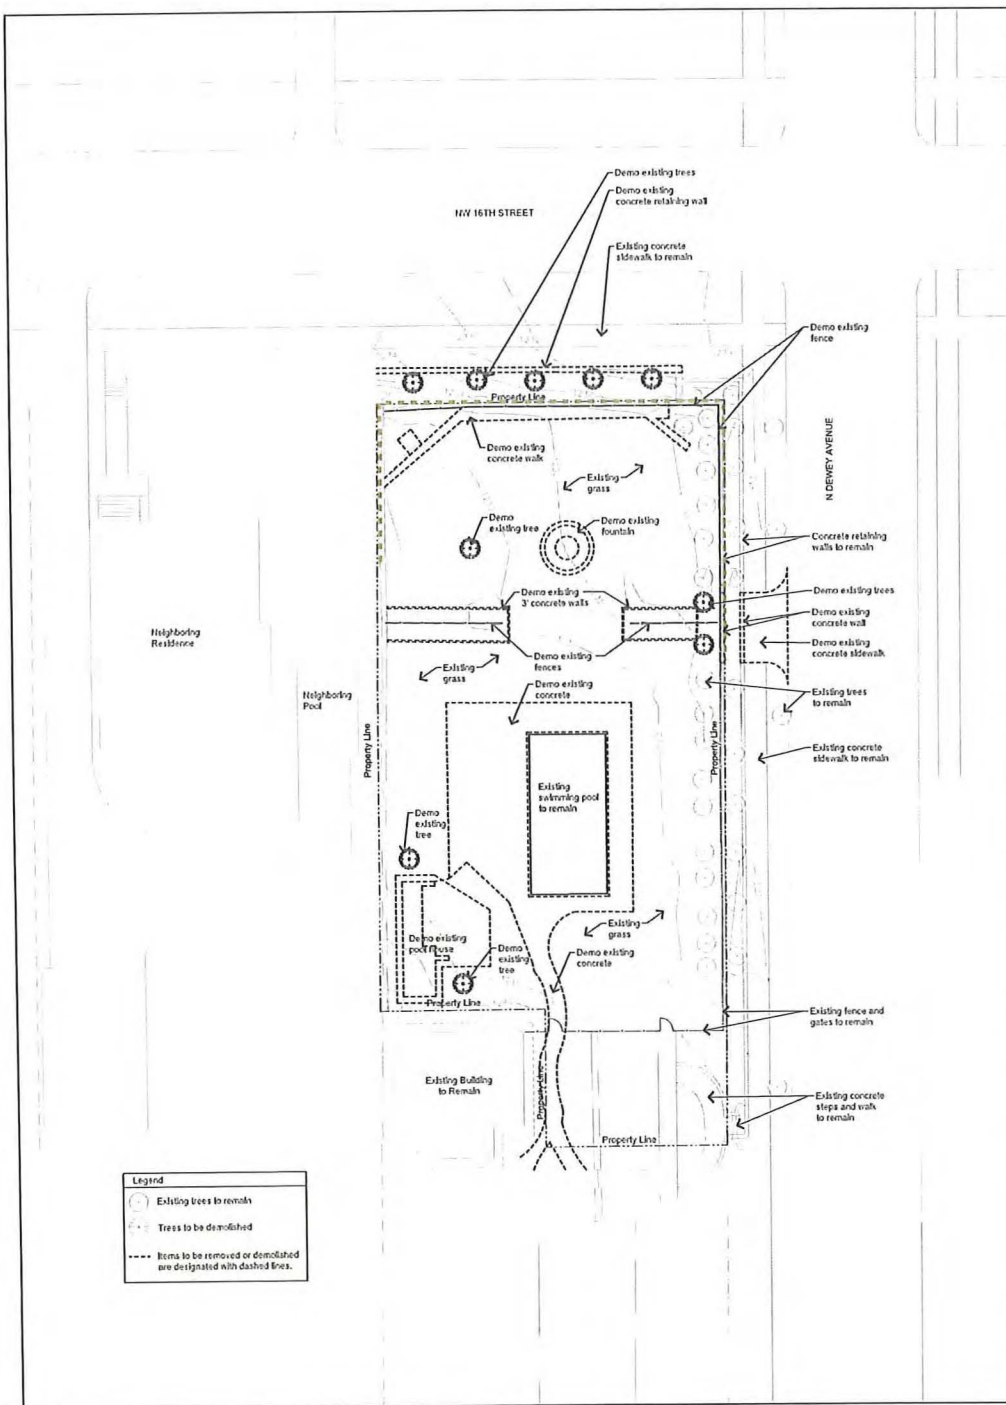 Demo existing trees
Demo existing
concrete retaining wall
NW 16TH STREET
Existing concrete
sidewalk to remain
Demo existing
fence
Property Line
N DEWEY AVENUE
Demo existing
concrete walk
Existing
grass
Demo
existing tree
Demo existing
fountain
Concrete retaining
walls to remain
Demo existing
3' concrete walls
Demo existing trees
Demo existing
concrete wall
Neighboring
Residence
Demo existing
concrete sidewalk
Existing
grass
Demo existing
fences
Demo existing
concrete
Neighboring
Pool
Existing trees
to remain
Property Line
Property Line
Existing concrete
sidewalk to remain
Existing
swimming pool
to remain
Demo
existing
tree
Existing
grass
Demo existing
pool house
Demo
existing
tree
Demo existing
concrete
Property Line
Existing fence and
gates to remain
Existing Building
to Remain
Property Line
Existing concrete
steps and walk
to remain
Property Line
Legend
Existing trees to remain
Trees to be demolished
Items to be removed or demolished
are designated with dashed lines.